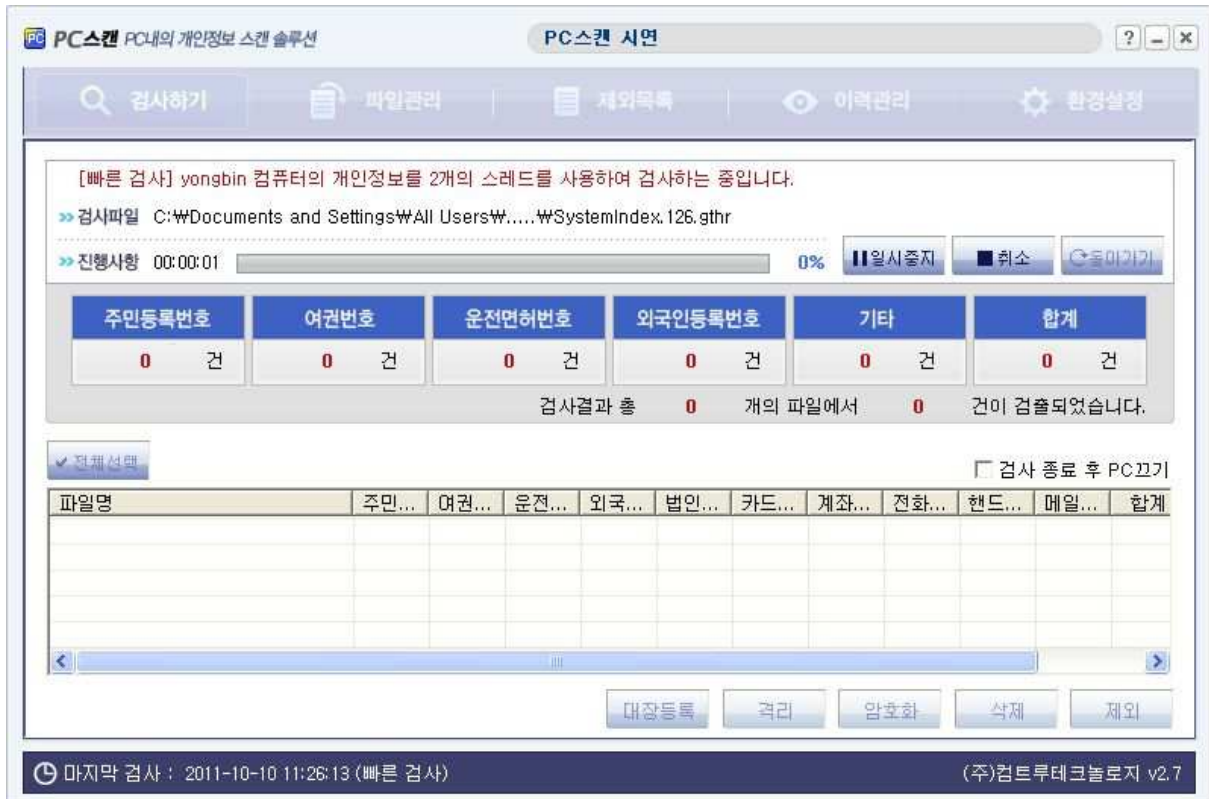 PC PC스캔 PC내의 개인정보 스캔 솔루션 PC스캔 시연 ?
검사하기 파일관리 제외목록 이력관리 환경설정
[빠른 검사] yongbin 컴퓨터의 개인정보를 2개의 스레드를 사용하여 검사하는 중입니다.
검사파일 C:₩Documents and Settings₩All Users₩.....₩SystemIndex.126.gthr
진행사항 00:00:01 0% 일시중지 취소 돌아가기
주민등록번호 여권번호 운전면허번호 외국인등록번호 기타 합계
0 건 0 건 0 건 0 건 0 건 0 건
검사결과 총 0 개의 파일에서 0 건이 검출되었습니다.
전체선택 검사 종료 후 PC끄기
파일명 주민... 여권... 운전... 외국... 법인... 카드... 계좌... 전화... 핸드... 메일... 합계
대장등록 격리 암호화 삭제 제외
마지막 검사 : 2011-10-10 11:26:13 (빠른 검사) (주)컴트루테크놀로지 v2.7